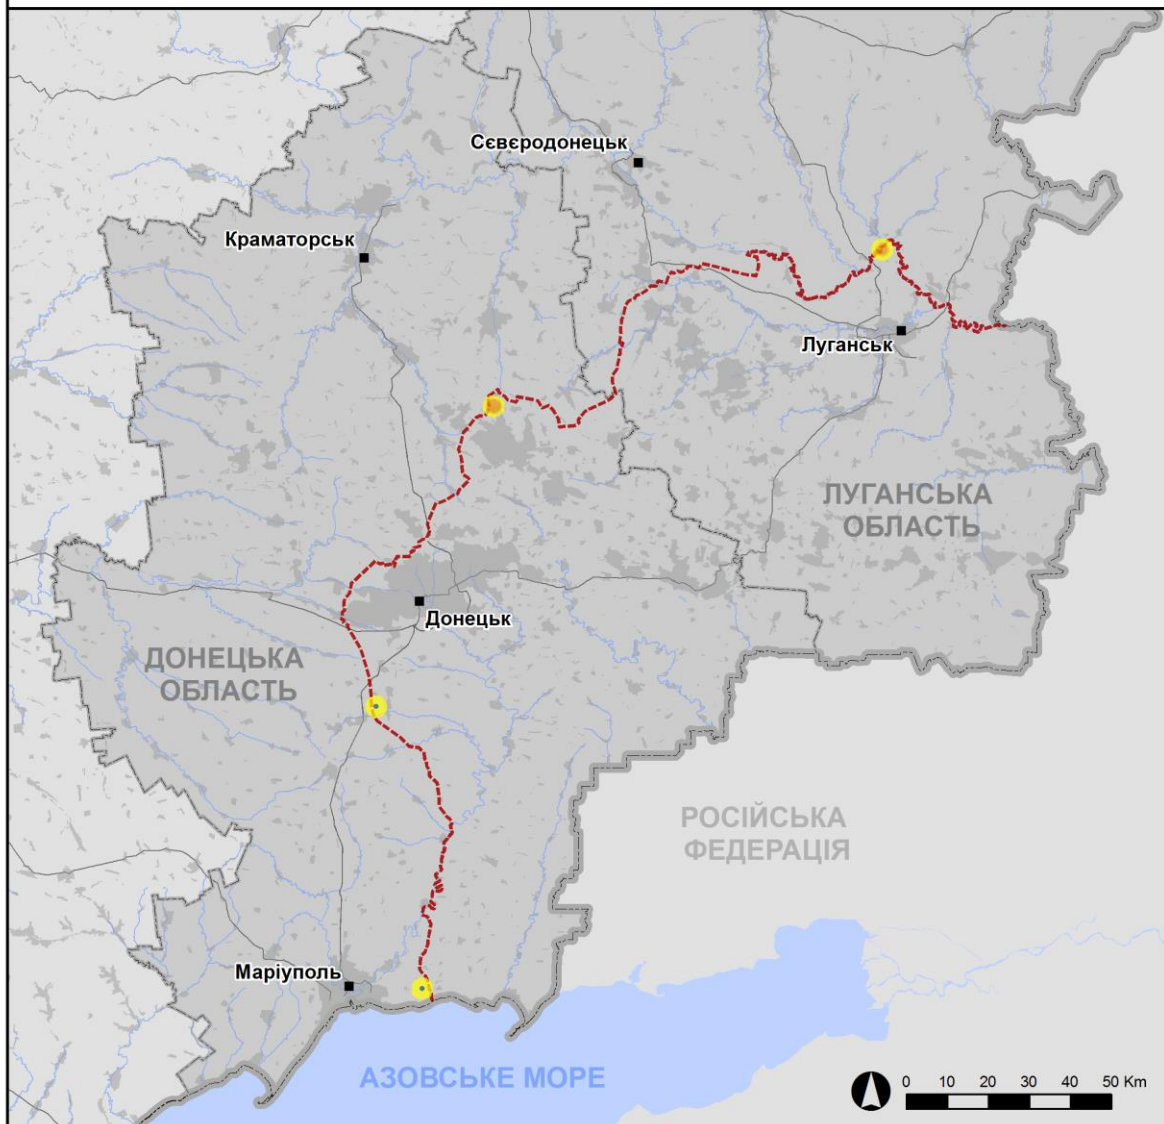 Сєвєродонецьк
Краматорськ
Луганськ
ЛУГАНСЬКА
ОБЛАСТЬ
Донецьк
ДОНЕЦЬКА
ОБЛАСТЬ
РОСІЙСЬКА
ФЕДЕРАЦІЯ
Маріуполь
АЗОВСЬКЕ МОРЕ
0 10 20 30 40 50 Км